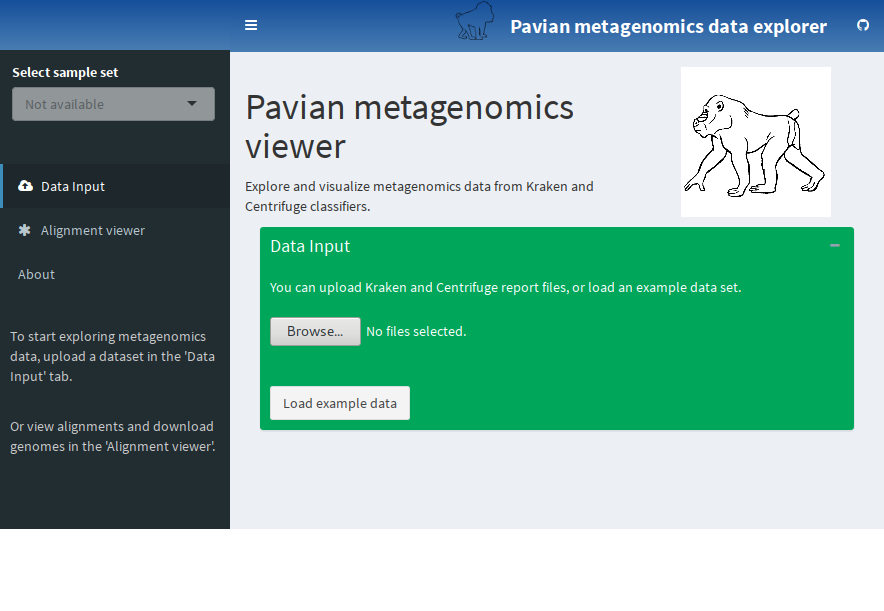 Pavian metagenomics data explorer
Select sample set
Not available
Data Input
Alignment viewer
About
To start exploring metagenomics
data, upload a dataset in the 'Data
Input' tab.
Or view alignments and download
genomes in the 'Alignment viewer'.
Pavian metagenomics
viewer
Explore and visualize metagenomics data from Kraken and
Centrifuge classifiers.
Data Input
You can upload Kraken and Centrifuge report files, or load an example data set.
Browse... No files selected.
Load example data